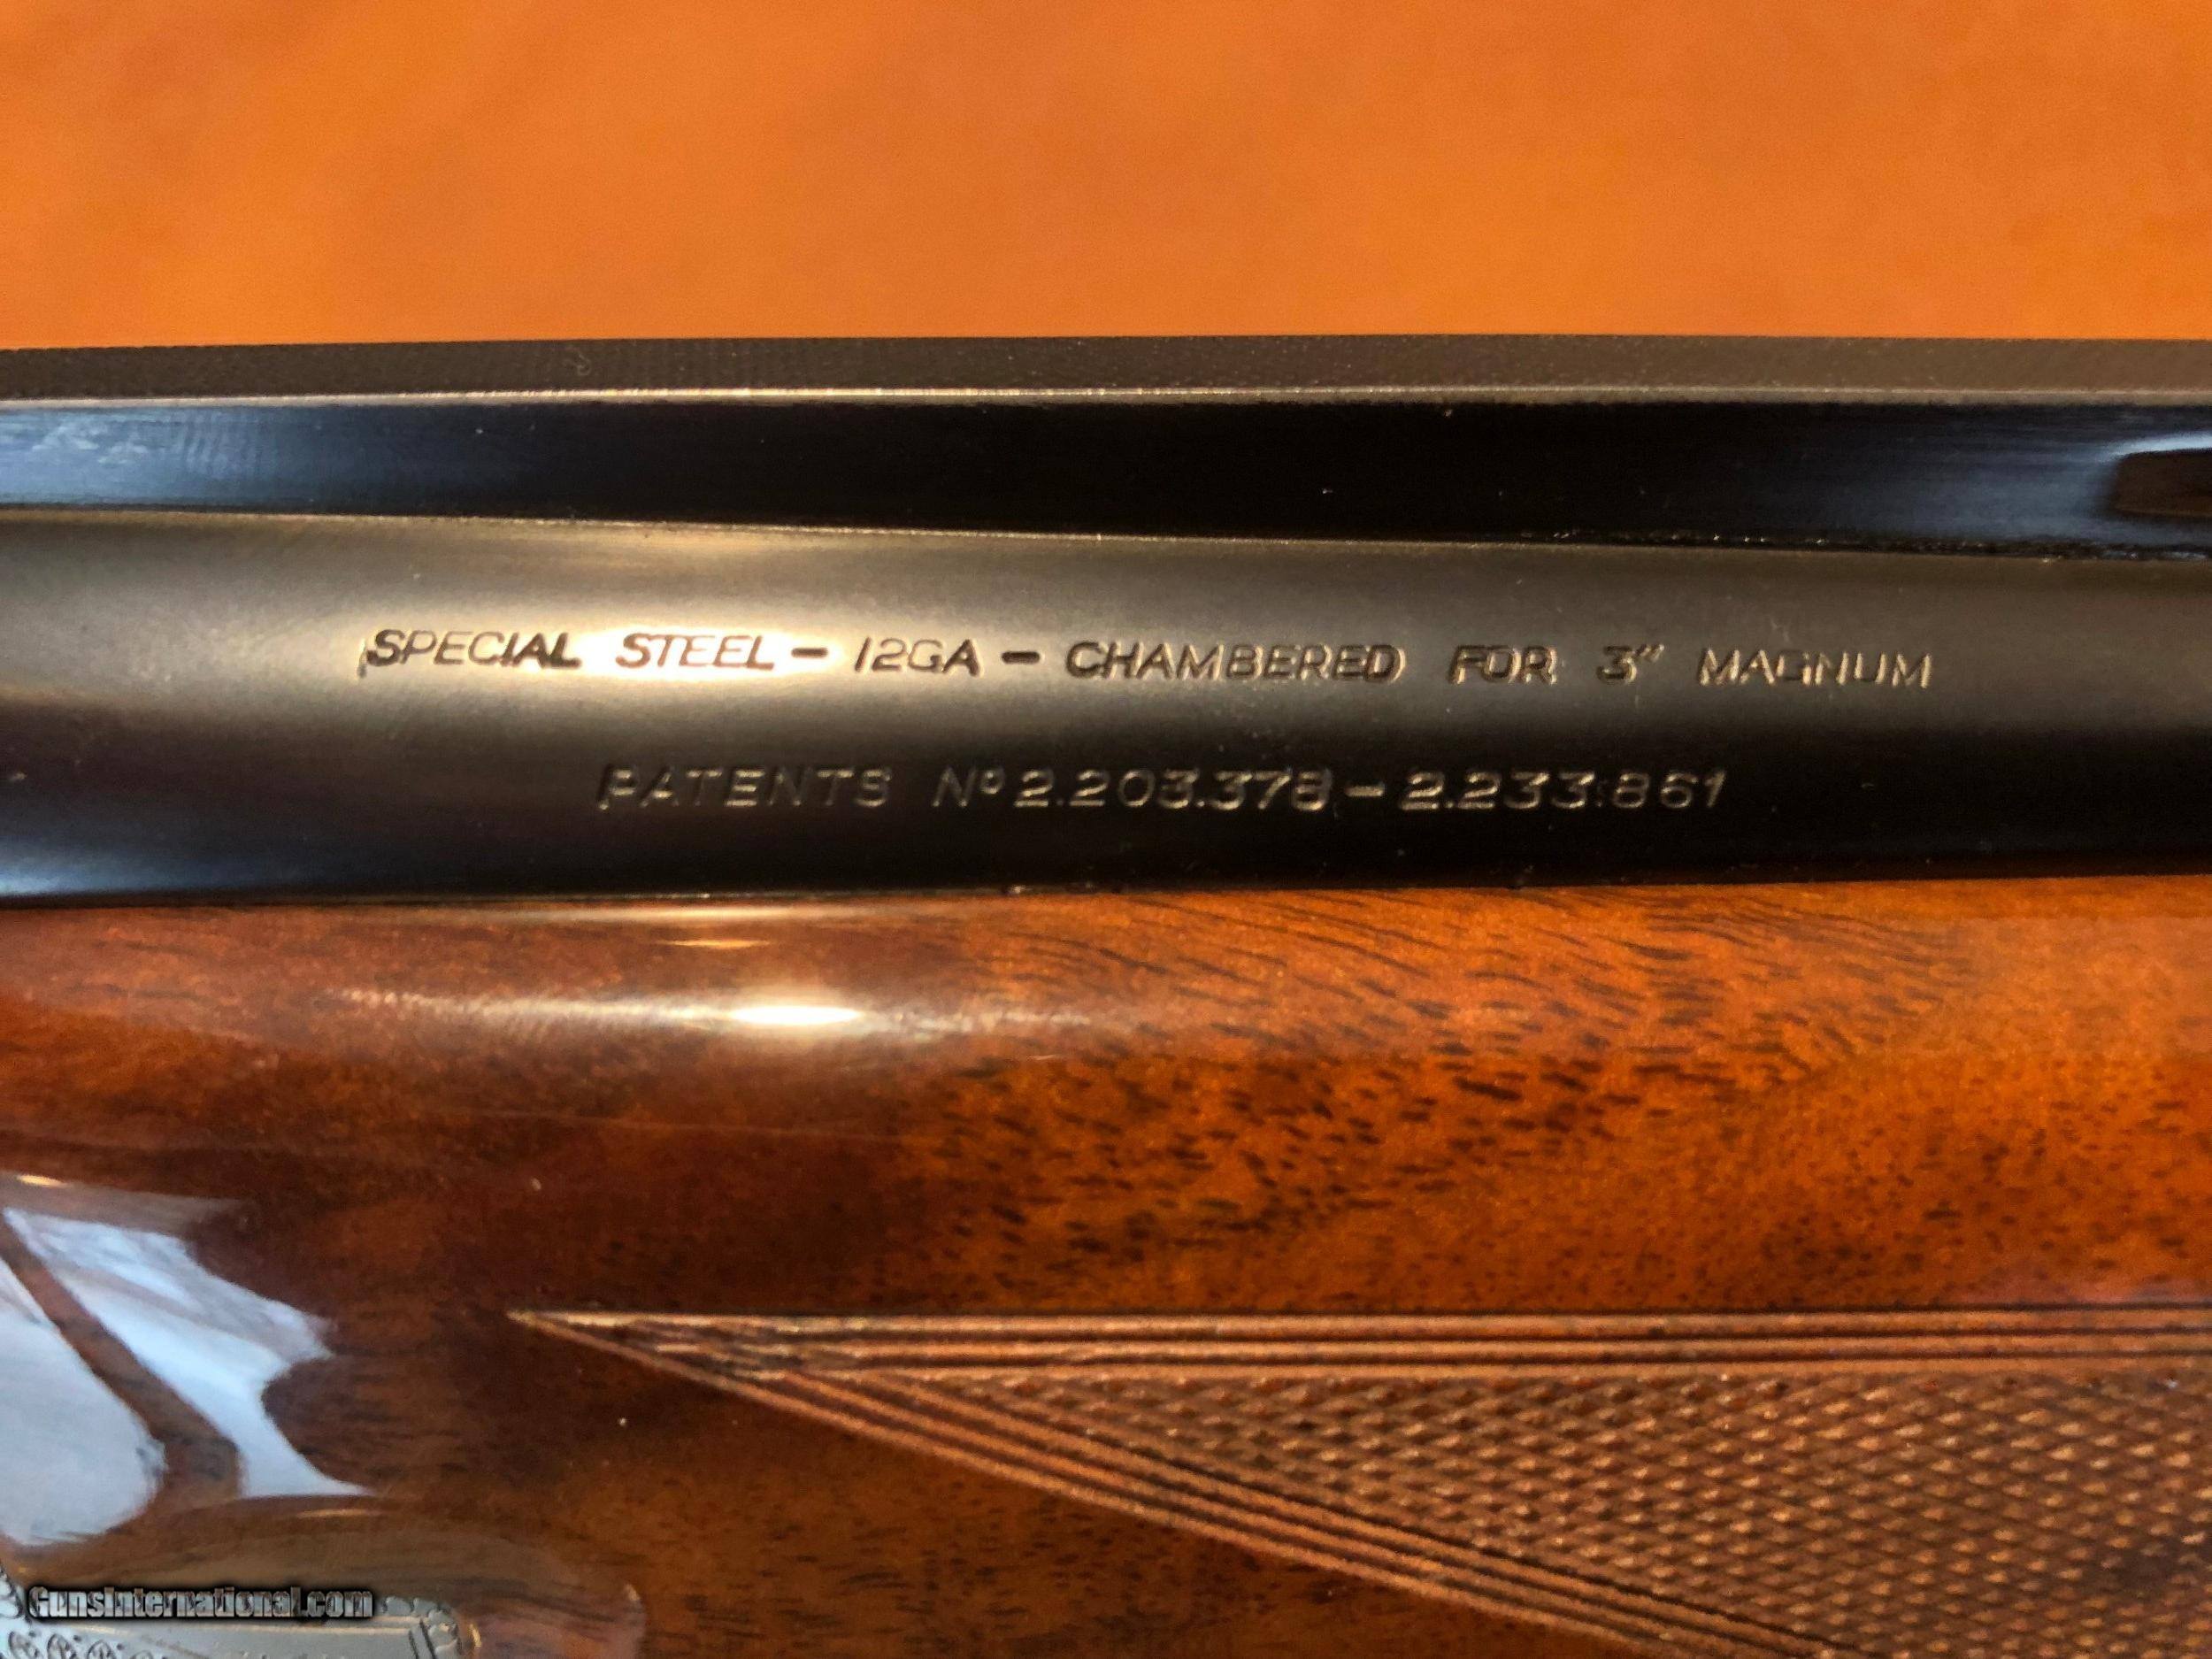 SPECIAL STEEL - 12GA - CHAMBERED FOR 3" MAGNUM
PATENTS Nº 2.203.378 - 2.233.861
GunsInternational.com